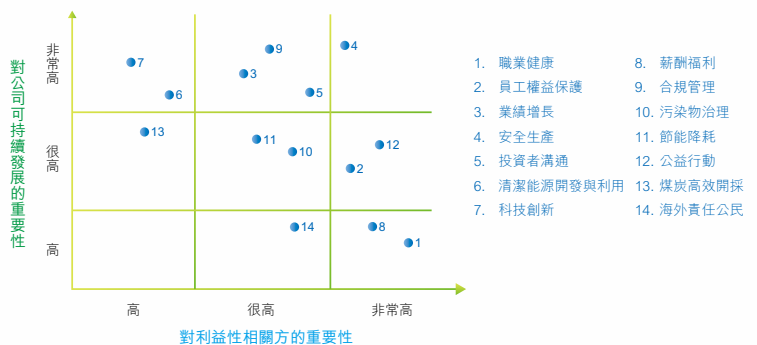 對公司可持續發展的重要性
非常高
很高
高
7
9
4
3
6
5
13
11
10
12
2
14
8
1
高
很高
非常高
對利益性相關方的重要性
1. 職業健康
2. 員工權益保護
3. 業績增長
4. 安全生產
5. 投資者溝通
6. 清潔能源開發與利用
7. 科技創新
8. 薪酬福利
9. 合規管理
10. 污染物治理
11. 節能降耗
12. 公益行動
13. 煤炭高效開採
14. 海外責任公民